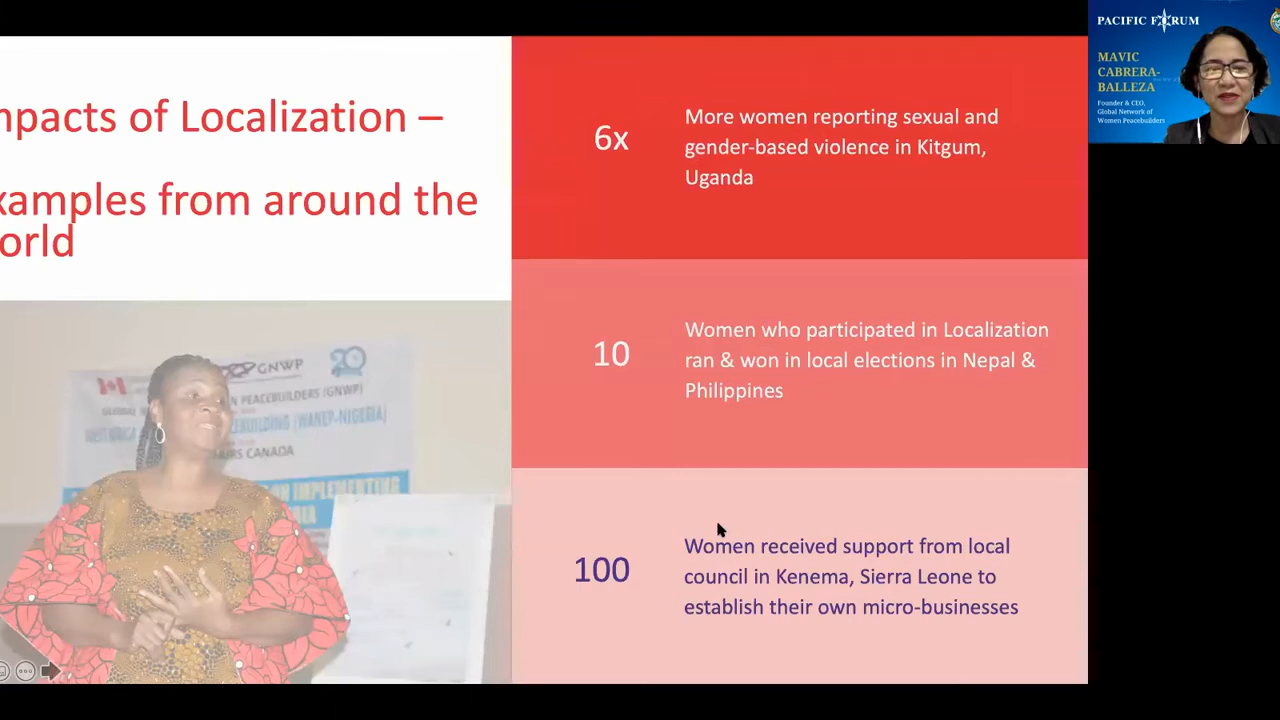 mpacts of Localization –
xamples from around the
orld
6x
More women reporting sexual and
gender-based violence in Kitgum,
Uganda
10
Women who participated in Localization
ran & won in local elections in Nepal &
Philippines
100
Women received support from local
council in Kenema, Sierra Leone to
establish their own micro-businesses
GNWP
20
PEACEBUILDERS (GNWP)
(WANEP-NIGERIA)
CANADA
IMPLEMENTING
PACIFIC FORUM
MAVIC
CABRERA-
BALLEZA
Founder & CEO,
Global Network of
Women Peacebuilders